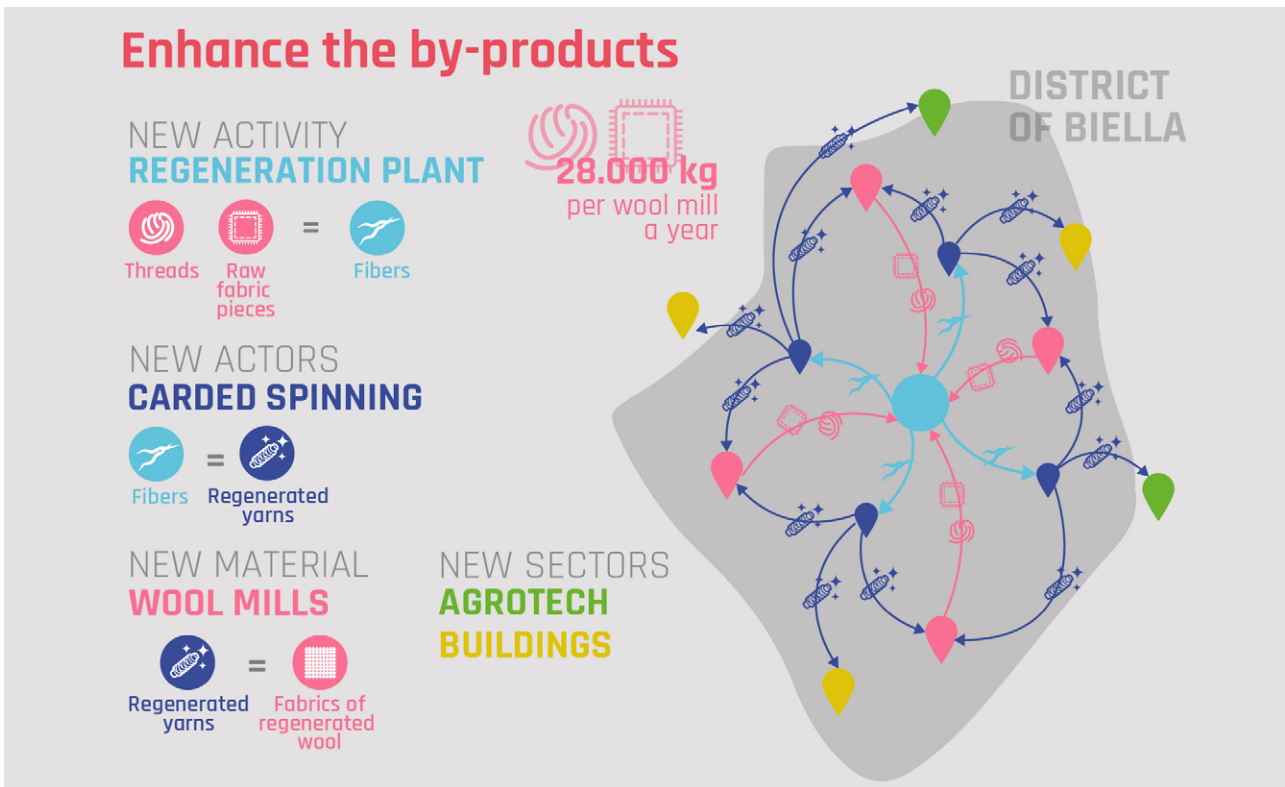 Enhance the by-products
NEW ACTIVITY
REGENERATION PLANT
Threads
Raw
fabric
pieces
=
Fibers
28.000 kg
per wool mill
a year
NEW ACTORS
CARDED SPINNING
Fibers
=
Regenerated
yarns
NEW MATERIAL
WOOL MILLS
Regenerated
yarns
=
Fabrics of
regenerated
wool
NEW SECTORS
AGROTECH
BUILDINGS
DISTRICT
OF BIELLA